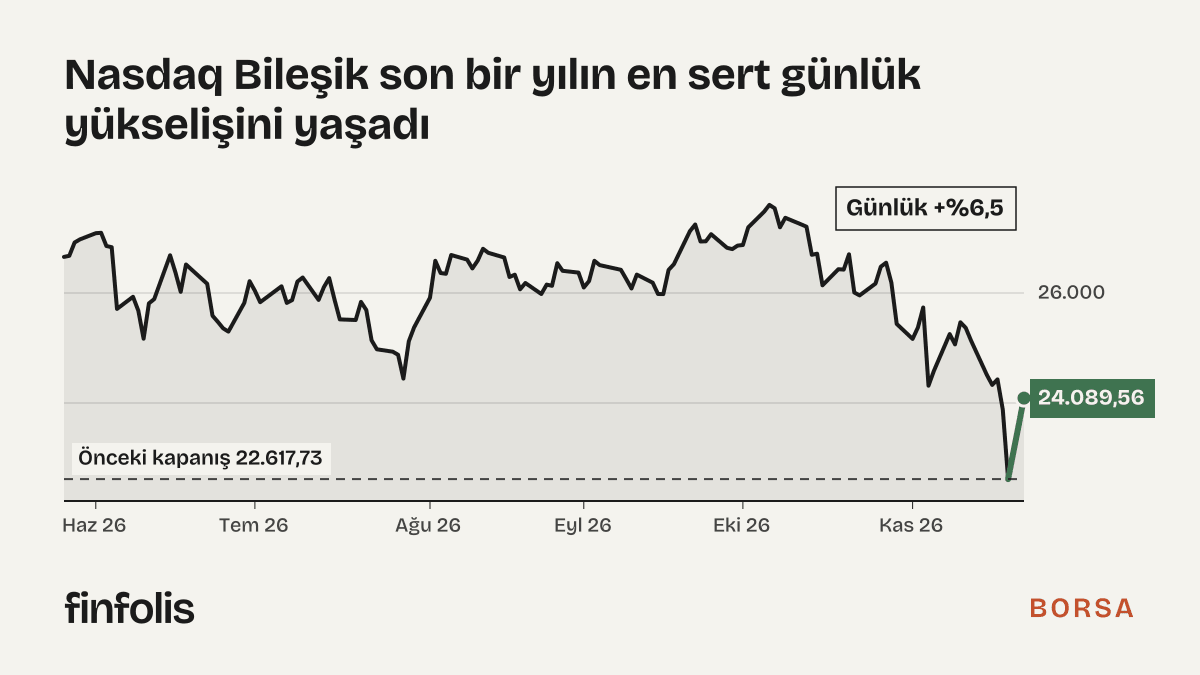 Nasdaq Bileşik son bir yılın en sert günlük
yükselişini yaşadı
Günlük +%6,5
26.000
24.089,56
Önceki kapanış 22.617,73
Haz 26 Tem 26 Ağu 26 Eyl 26 Eki 26 Kas 26
finfolis
BORSA